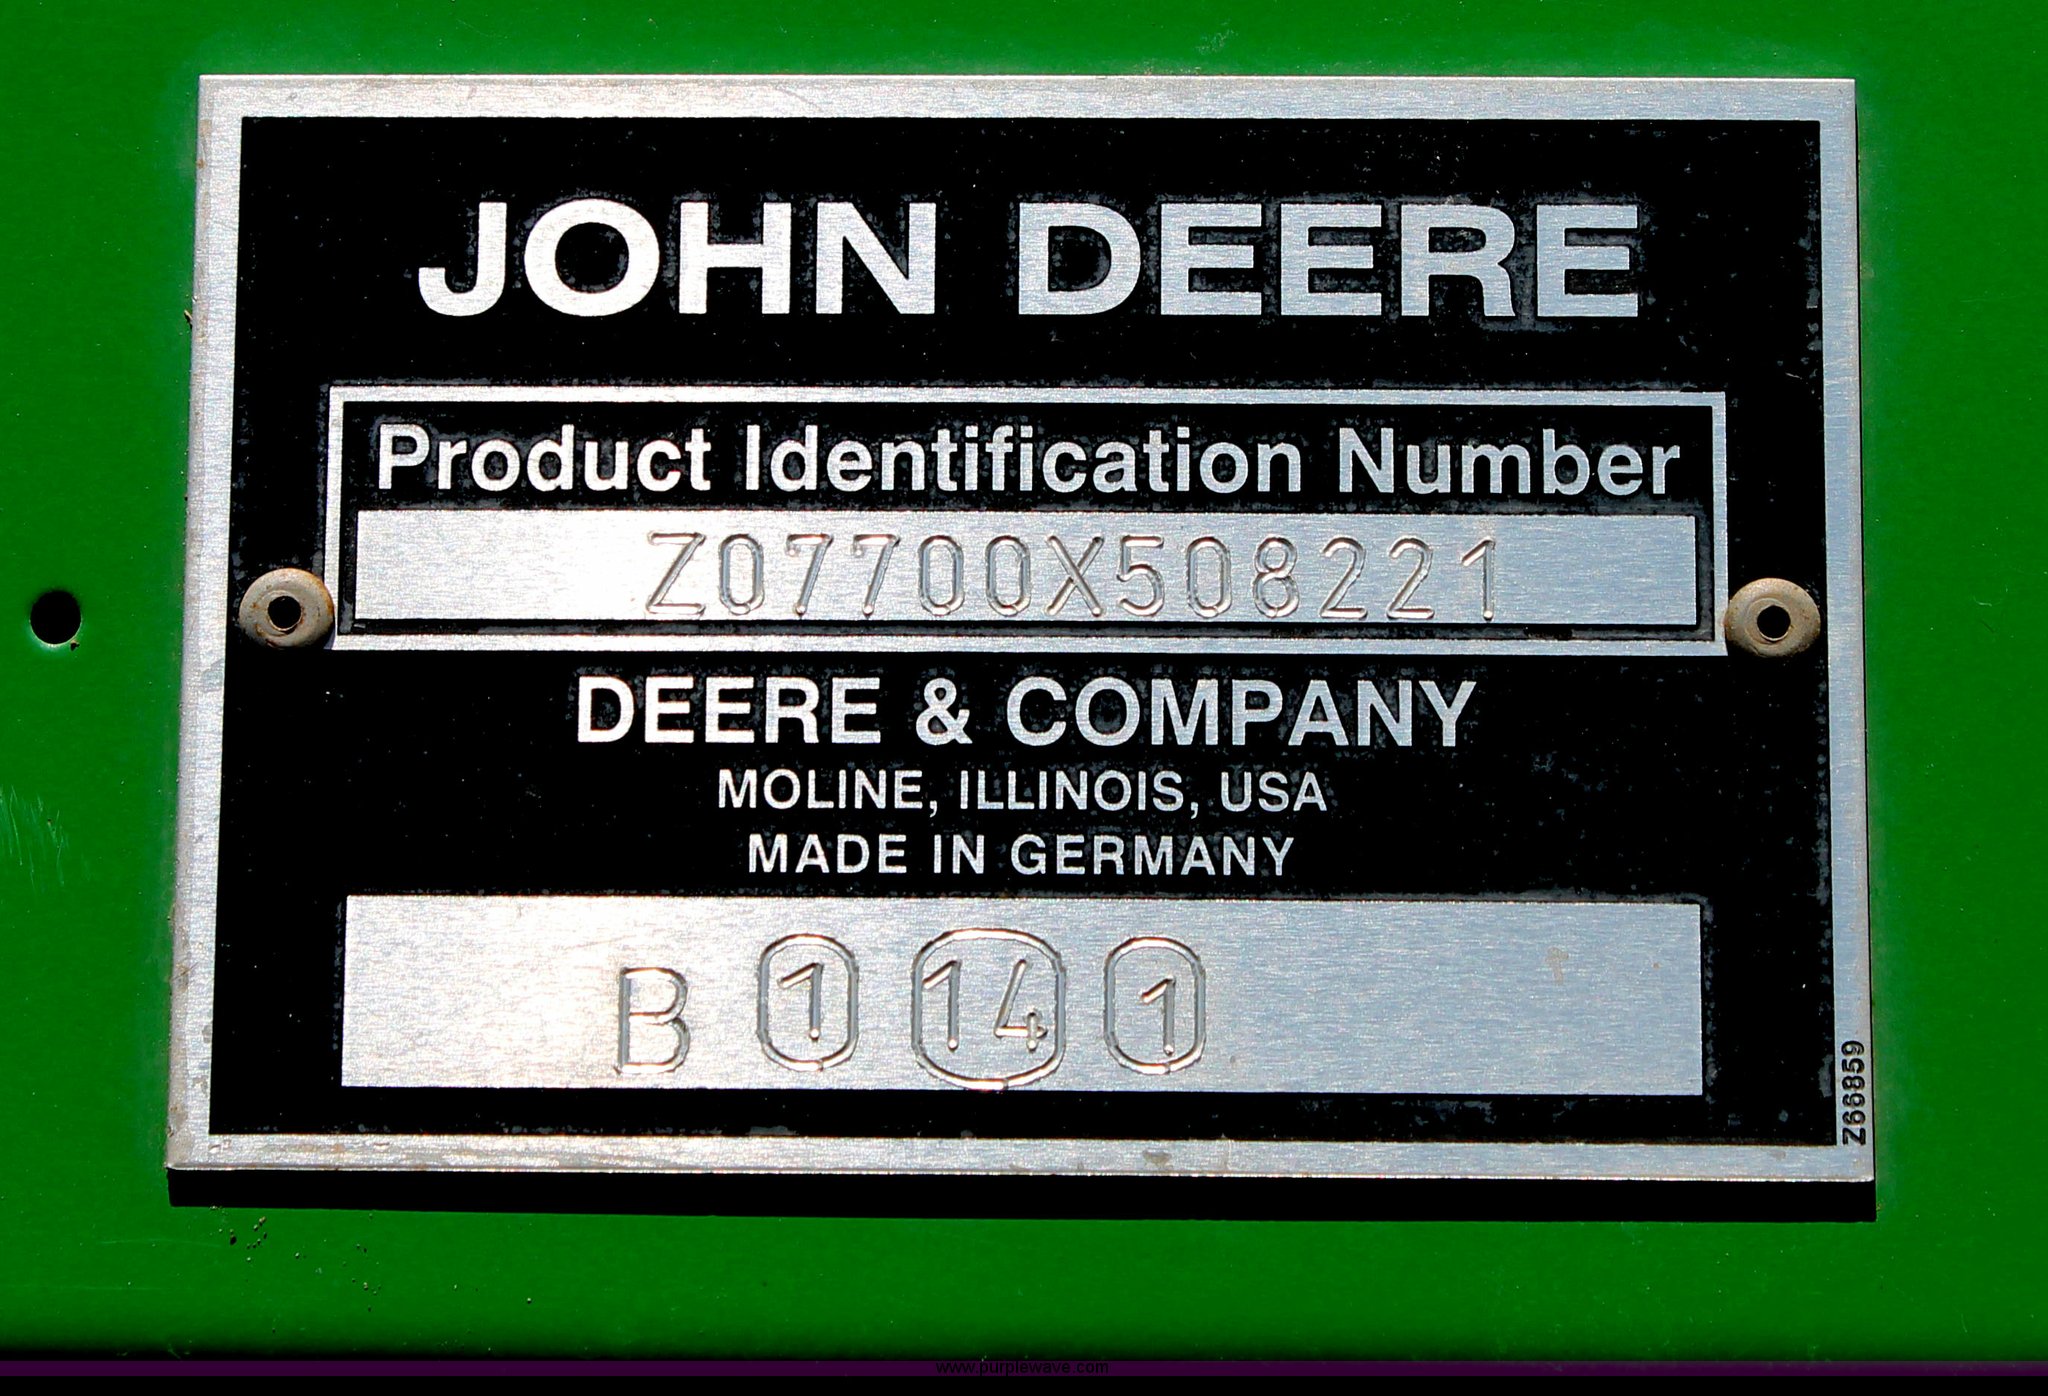 JOHN DEERE
Product Identification Number
Z07700X508221
DEERE & COMPANY
MOLINE, ILLINOIS, USA
MADE IN GERMANY
B 1 14 1
Z66859
www.purplewave.com